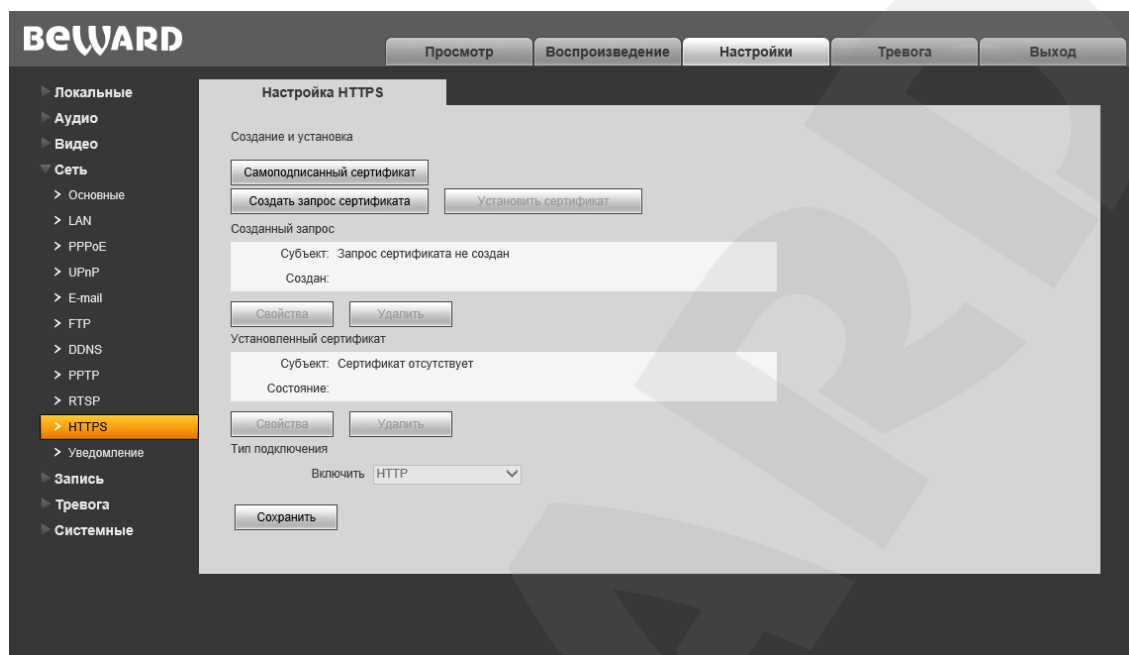 BEWARD
Просмотр Воспроизведение Настройки Тревога Выход
Локальные
Аудио
Видео
Сеть
Основные
LAN
PPPoE
UPnP
E-mail
FTP
DDNS
PPTP
RTSP
HTTPS
Уведомление
Запись
Тревога
Системные
Настройка HTTPS
Создание и установка
Самоподписанный сертификат
Создать запрос сертификата Установить сертификат
Созданный запрос
Субъект: Запрос сертификата не создан
Создан:
Свойства Удалить
Установленный сертификат
Субъект: Сертификат отсутствует
Состояние:
Свойства Удалить
Тип подключения
Включить HTTP
Сохранить